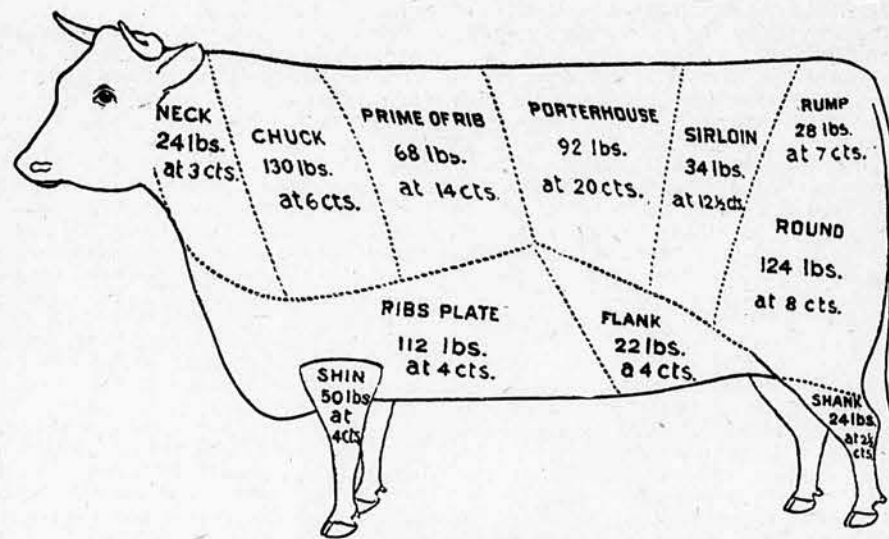 NECK
24 lbs.
at 3 cts.
CHUCK
130 lbs.
at 6 cts.
PRIME OF RIB
68 lbs.
at 14 cts.
PORTERHOUSE
92 lbs.
at 20 cts.
SIRLOIN
34 lbs.
at 12½ cts.
RUMP
28 lbs.
at 7 cts.
ROUND
124 lbs.
at 8 cts.
RIBS PLATE
112 lbs.
at 4 cts.
FLANK
22 lbs.
a 4 cts.
SHIN
50 lbs
at
4 cts
SHANK
24 lbs.
at 2½
cts.